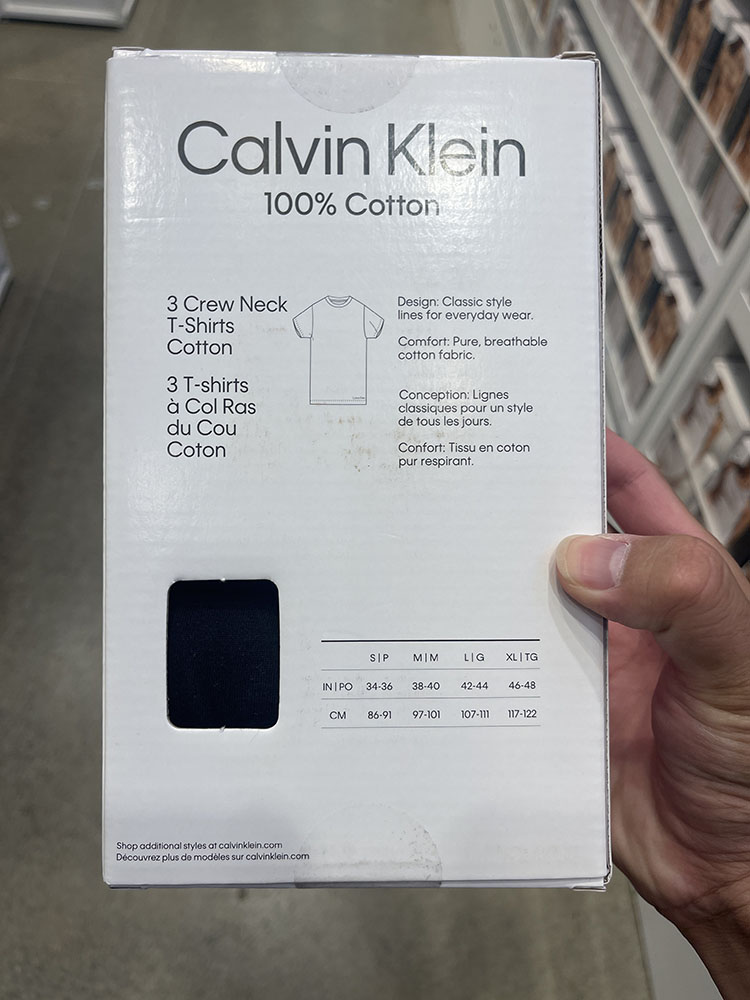 Calvin Klein
100% Cotton
3 Crew Neck
T-Shirts
Cotton
3 T-shirts
à Col Ras
du Cou
Coton
Design: Classic style
lines for everyday wear.
Comfort: Pure, breathable
cotton fabric.
Conception: Lignes
classiques pour un style
de tous les jours.
Confort: Tissu en coton
pur respirant.
S|P M|M L|G XL|TG
IN|PO 34-36 38-40 42-44 46-48
CM 86-91 97-101 107-111 117-122
Shop additional styles at calvinklein.com
Découvrez plus de modèles sur calvinklein.com